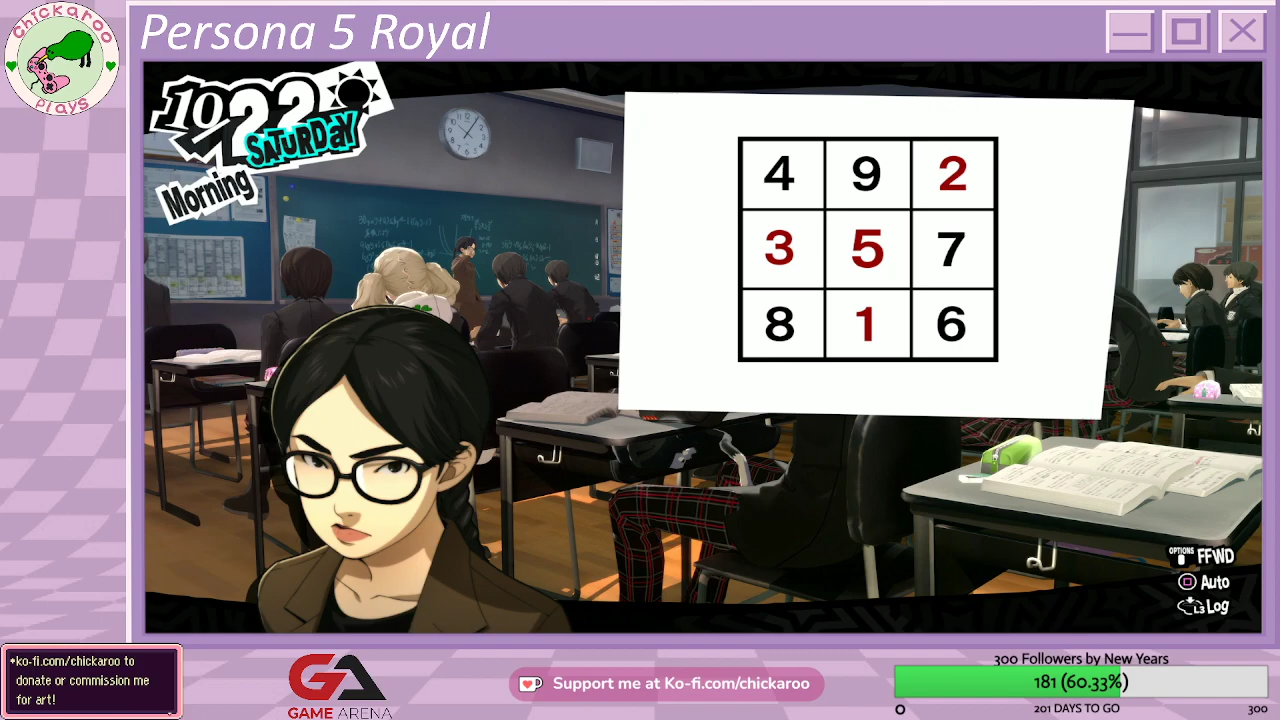 Chickaroo
Plays
Persona 5 Royal
10/22
SATURDAY
Morning
4 9 2
3 5 7
8 1 6
OPTIONS FFWD
Auto
L3 Log
*ko-fi.com/chickaroo to
donate or commission me
for art!
GA
GAME ARENA
Support me at Ko-fi.com/chickaroo
300 Followers by New Years
181 (60.33%)
0 201 DAYS TO GO 300